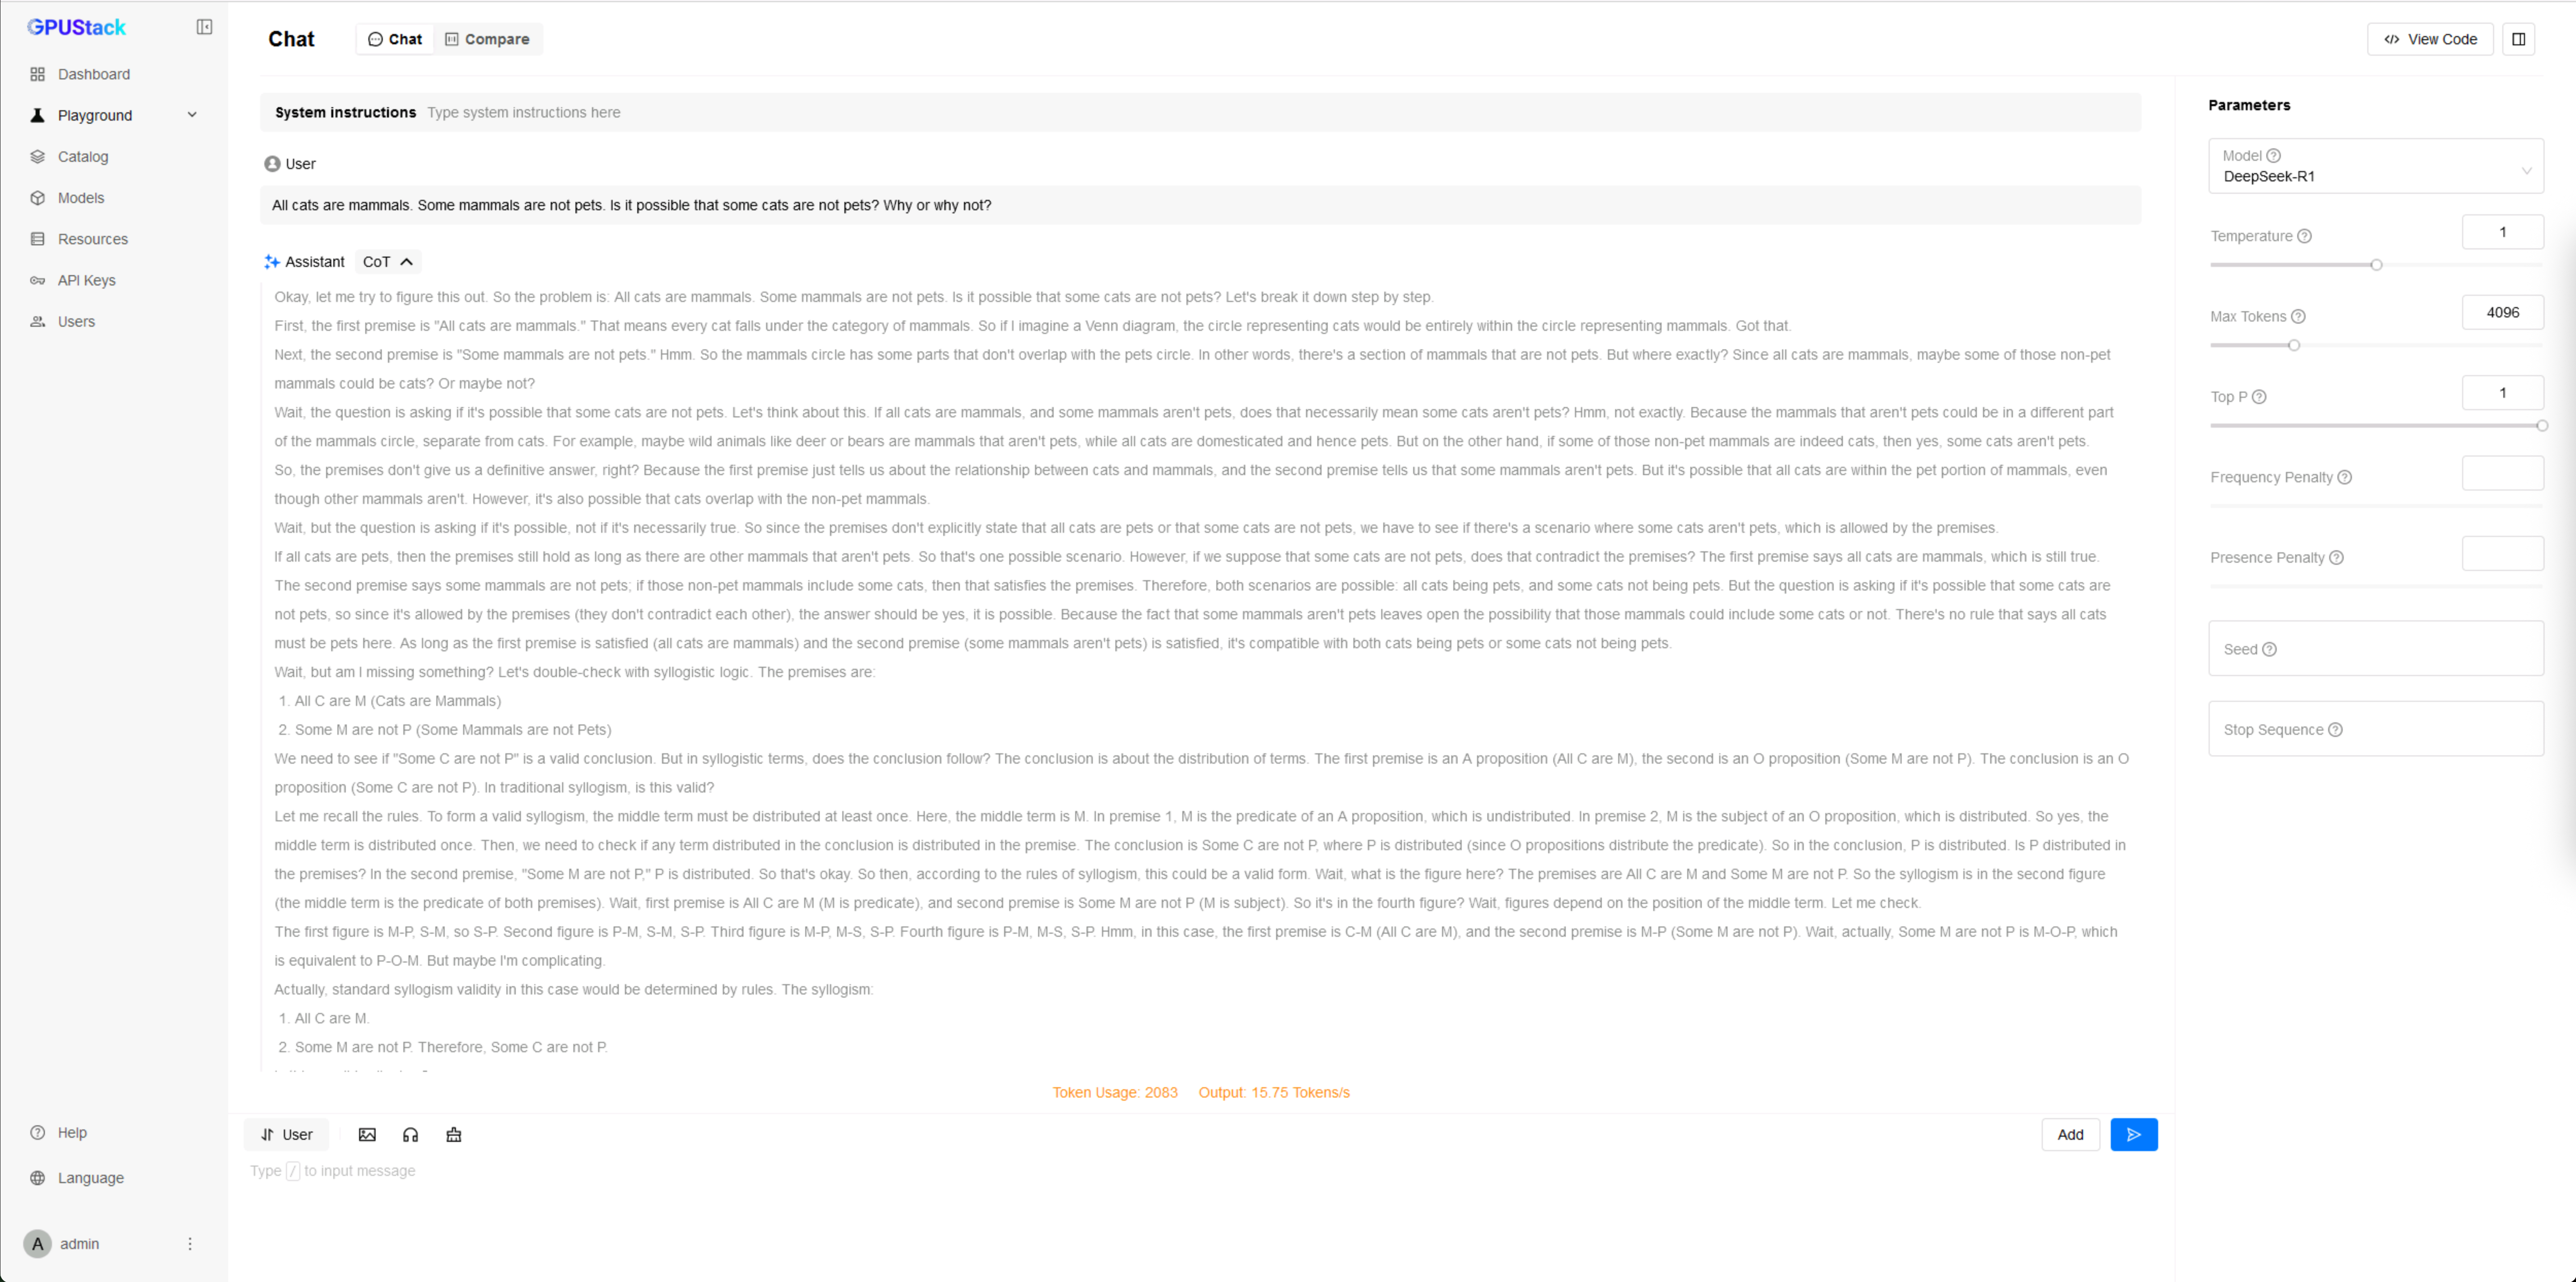 GPUStack
Dashboard
Playground
Catalog
Models
Resources
API Keys
Users
Help
Language
A admin
Chat
Chat
Compare
View Code
System instructions Type system instructions here
User
All cats are mammals. Some mammals are not pets. Is it possible that some cats are not pets? Why or why not?
Assistant CoT
Okay, let me try to figure this out. So the problem is: All cats are mammals. Some mammals are not pets. Is it possible that some cats are not pets? Let's break it down step by step.
First, the first premise is "All cats are mammals." That means every cat falls under the category of mammals. So if I imagine a Venn diagram, the circle representing cats would be entirely within the circle representing mammals. Got that.
Next, the second premise is "Some mammals are not pets." Hmm. So the mammals circle has some parts that don't overlap with the pets circle. In other words, there's a section of mammals that are not pets. But where exactly? Since all cats are mammals, maybe some of those non-pet
mammals could be cats? Or maybe not?
Wait, the question is asking if it's possible that some cats are not pets. Let's think about this. If all cats are mammals, and some mammals aren't pets, does that necessarily mean some cats aren't pets? Hmm, not exactly. Because the mammals that aren't pets could be in a different part
of the mammals circle, separate from cats. For example, maybe wild animals like deer or bears are mammals that aren't pets, while all cats are domesticated and hence pets. But on the other hand, if some of those non-pet mammals are indeed cats, then yes, some cats aren't pets.
So, the premises don't give us a definitive answer, right? Because the first premise just tells us about the relationship between cats and mammals, and the second premise tells us that some mammals aren't pets. But it's possible that all cats are within the pet portion of mammals, even
though other mammals aren't. However, it's also possible that cats overlap with the non-pet mammals.
Wait, but the question is asking if it's possible, not if it's necessarily true. So since the premises don't explicitly state that all cats are pets or that some cats are not pets, we have to see if there's a scenario where some cats aren't pets, which is allowed by the premises.
If all cats are pets, then the premises still hold as long as there are other mammals that aren't pets. So that's one possible scenario. However, if we suppose that some cats are not pets, does that contradict the premises? The first premise says all cats are mammals, which is still true.
The second premise says some mammals are not pets; if those non-pet mammals include some cats, then that satisfies the premises. Therefore, both scenarios are possible: all cats being pets, and some cats not being pets. But the question is asking if it's possible that some cats are
not pets, so since it's allowed by the premises (they don't contradict each other), the answer should be yes, it is possible. Because the fact that some mammals aren't pets leaves open the possibility that those mammals could include some cats or not. There's no rule that says all cats
must be pets here. As long as the first premise is satisfied (all cats are mammals) and the second premise (some mammals aren't pets) is satisfied, it's compatible with both cats being pets or some cats not being pets.
Wait, but am I missing something? Let's double-check with syllogistic logic. The premises are:
1. All C are M (Cats are Mammals)
2. Some M are not P (Some Mammals are not Pets)
We need to see if "Some C are not P" is a valid conclusion. But in syllogistic terms, does the conclusion follow? The conclusion is about the distribution of terms. The first premise is an A proposition (All C are M), the second is an O proposition (Some M are not P). The conclusion is an O
proposition (Some C are not P). In traditional syllogism, is this valid?
Let me recall the rules. To form a valid syllogism, the middle term must be distributed at least once. Here, the middle term is M. In premise 1, M is the predicate of an A proposition, which is undistributed. In premise 2, M is the subject of an O proposition, which is distributed. So yes, the
middle term is distributed once. Then, we need to check if any term distributed in the conclusion is distributed in the premise. The conclusion is Some C are not P, where P is distributed (since O propositions distribute the predicate). So in the conclusion, P is distributed. Is P distributed in
the premises? In the second premise, "Some M are not P," P is distributed. So that's okay. So then, according to the rules of syllogism, this could be a valid form. Wait, what is the figure here? The premises are All C are M and Some M are not P. So the syllogism is in the second figure
(the middle term is the predicate of both premises). Wait, first premise is All C are M (M is predicate), and second premise is Some M are not P (M is subject). So it's in the fourth figure? Wait, figures depend on the position of the middle term. Let me check.
The first figure is M-P, S-M, so S-P. Second figure is P-M, S-M, S-P. Third figure is M-P, M-S, S-P. Fourth figure is P-M, M-S, S-P. Hmm, in this case, the first premise is C-M (All C are M), and the second premise is M-P (Some M are not P). Wait, actually, Some M are not P is M-O-P, which
is equivalent to P-O-M. But maybe I'm complicating.
Actually, standard syllogism validity in this case would be determined by rules. The syllogism:
1. All C are M.
2. Some M are not P. Therefore, Some C are not P.
Token Usage: 2083 Output: 15.75 Tokens/s
User
Add
Type / to input message
Parameters
Model
DeepSeek-R1
Temperature 1
Max Tokens 4096
Top P 1
Frequency Penalty
Presence Penalty
Seed
Stop Sequence